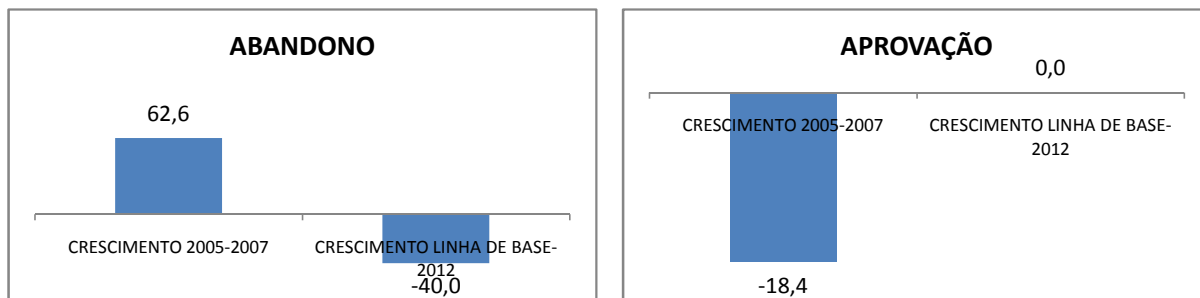 ABANDONO
62,6
CRESCIMENTO 2005-2007
CRESCIMENTO LINHA DE BASE-
2012
-40,0
APROVAÇÃO
0,0
CRESCIMENTO 2005-2007
CRESCIMENTO LINHA DE BASE-
2012
-18,4